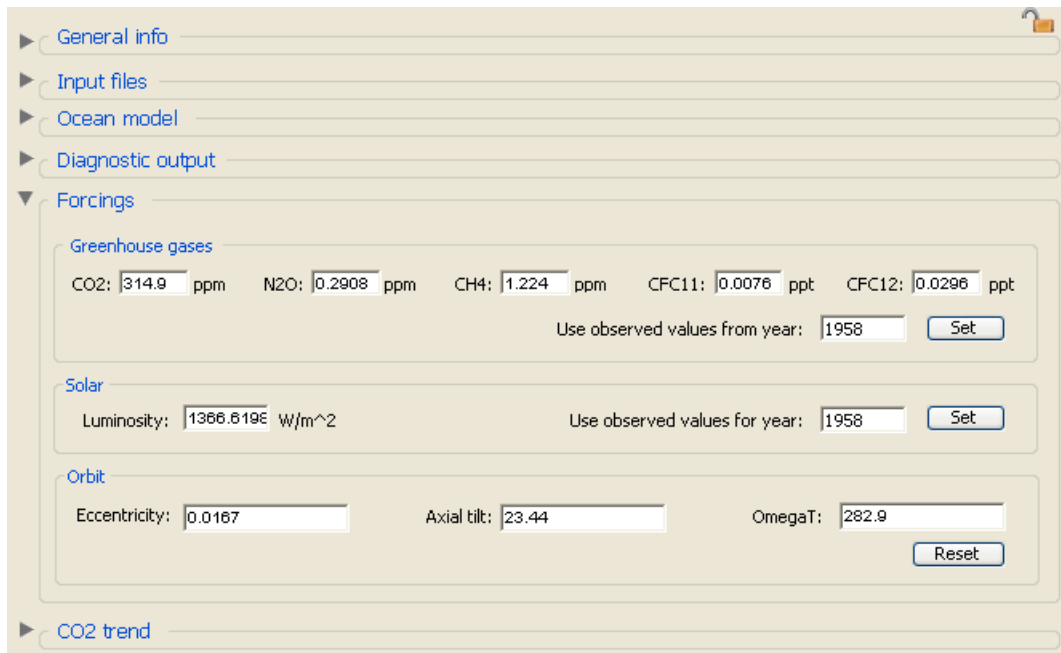 General info
Input files
Ocean model
Diagnostic output
Forcings
Greenhouse gases
CO2: 314.9 ppm N2O: 0.2908 ppm CH4: 1.224 ppm CFC11: 0.0076 ppt CFC12: 0.0296 ppt
Use observed values from year: 1958 Set
Solar
Luminosity: 1366.6198 W/m^2 Use observed values for year: 1958 Set
Orbit
Eccentricity: 0.0167 Axial tilt: 23.44 OmegaT: 282.9
Reset
CO2 trend